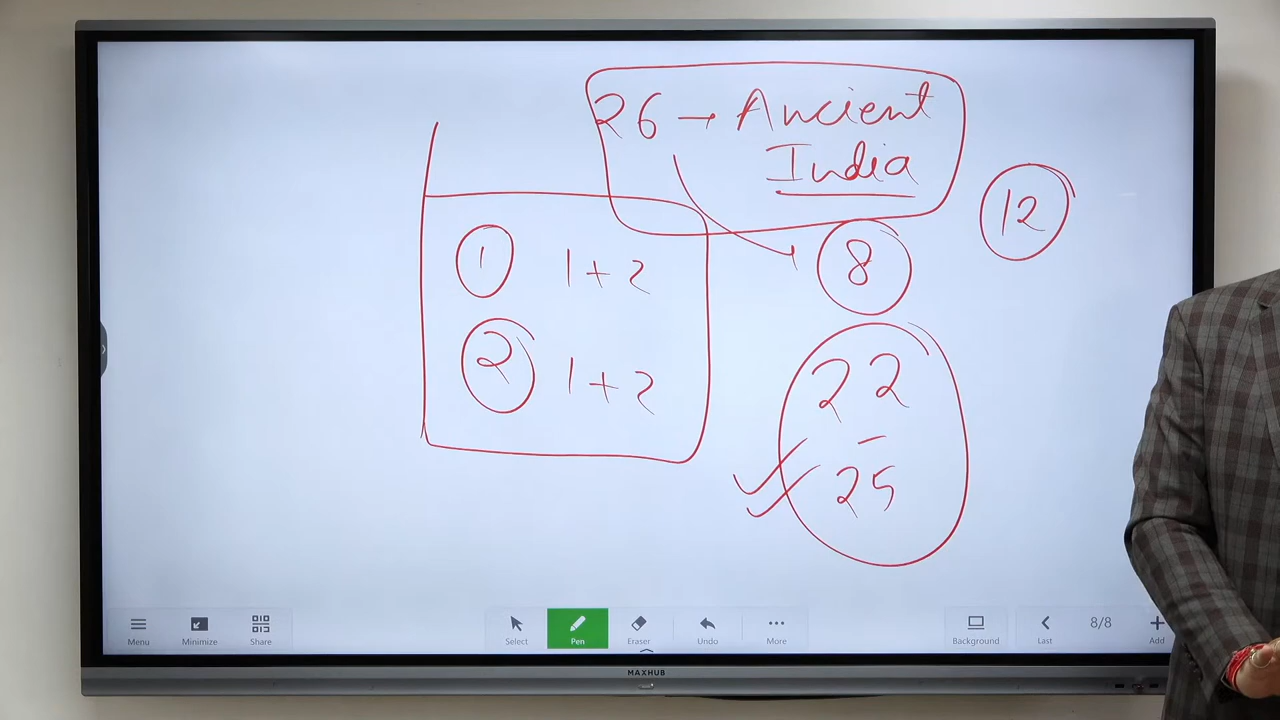 26 → Ancient
India
12
8
① 1+2
② 1+2
22
–
25
Menu
Minimize
Share
Select
Pen
Eraser
Undo
More
Background
Last
8/8
Add
MAXHUB